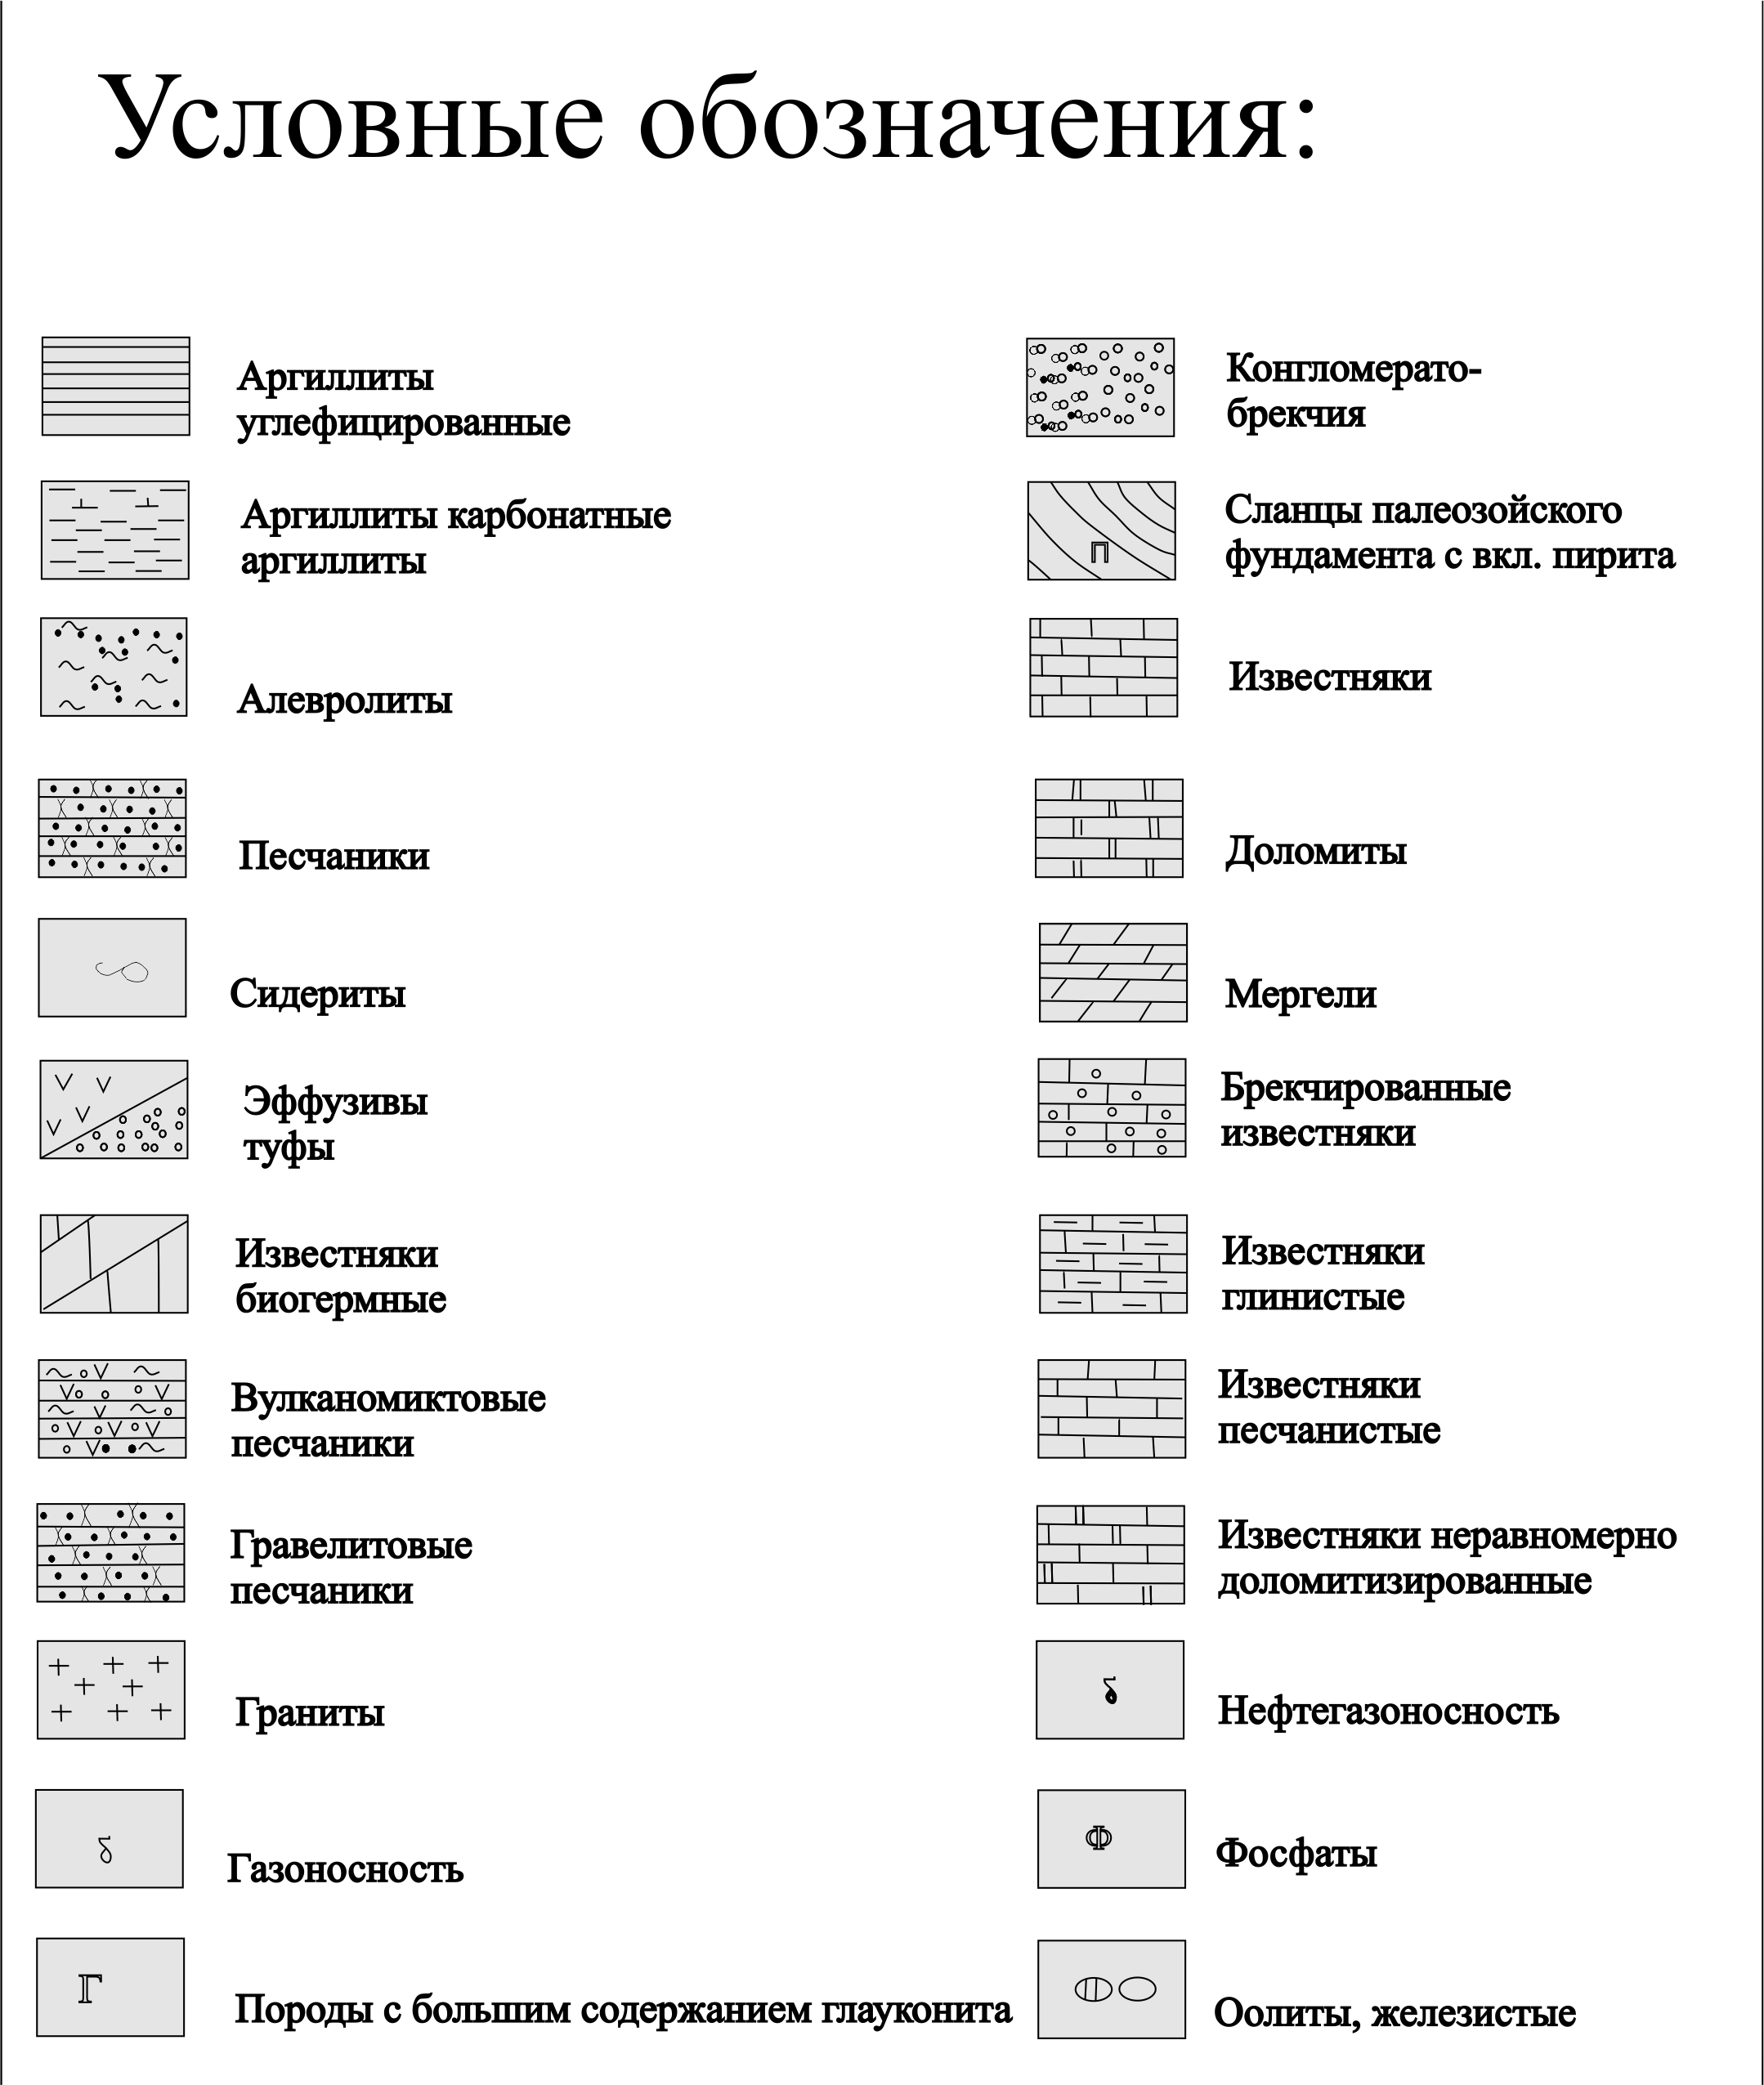 Условные обозначения:
Аргиллиты
углефицированные
Аргиллиты карбонатные
аргиллиты
Алевролиты
Песчаники
Сидериты
Эффузивы
туфы
Известняки
биогермные
Вулканомиктовые
песчаники
Гравелитовые
песчаники
Граниты
Газоносность
Г
Породы с большим содержанием глауконита
Конгломерато-
брекчия
П
Сланцы палеозойского
фундамента с вкл. пирита
Известняки
Доломиты
Мергели
Брекчированные
известняки
Известняки
глинистые
Известняки
песчанистые
Известняки неравномерно
доломитизированные
Нефтегазоносность
Ф
Фосфаты
Оолиты, железистые